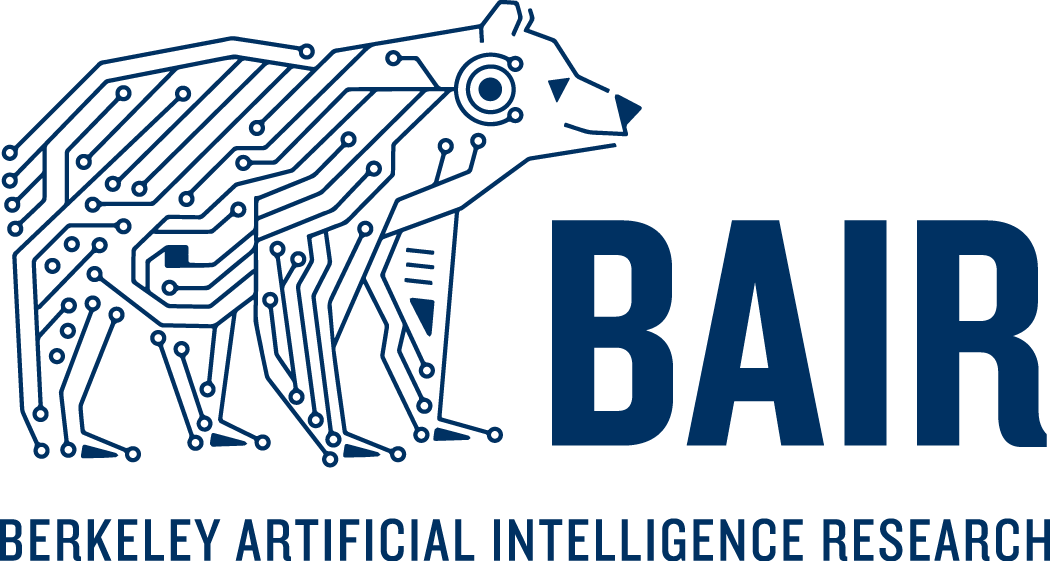 BAIR
BERKELEY ARTIFICIAL INTELLIGENCE RESEARCH